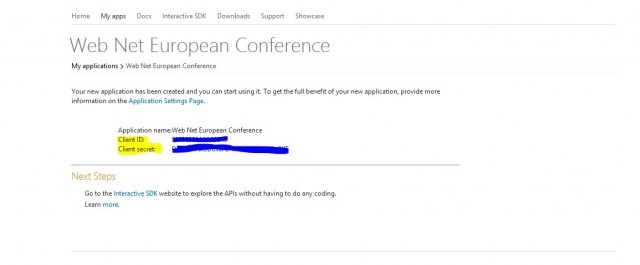 Home My apps Docs Interactive SDK Downloads Support Showcase
Web Net European Conference
My applications > Web Net European Conference
Your new application has been created and you can start using it. To get the full benefit of your new application, provide more
information on the Application Settings Page.
Application name:Web Net European Conference
Client ID:
Client secret:
Next Steps
Go to the Interactive SDK website to explore the APIs without having to do any coding.
Learn more.